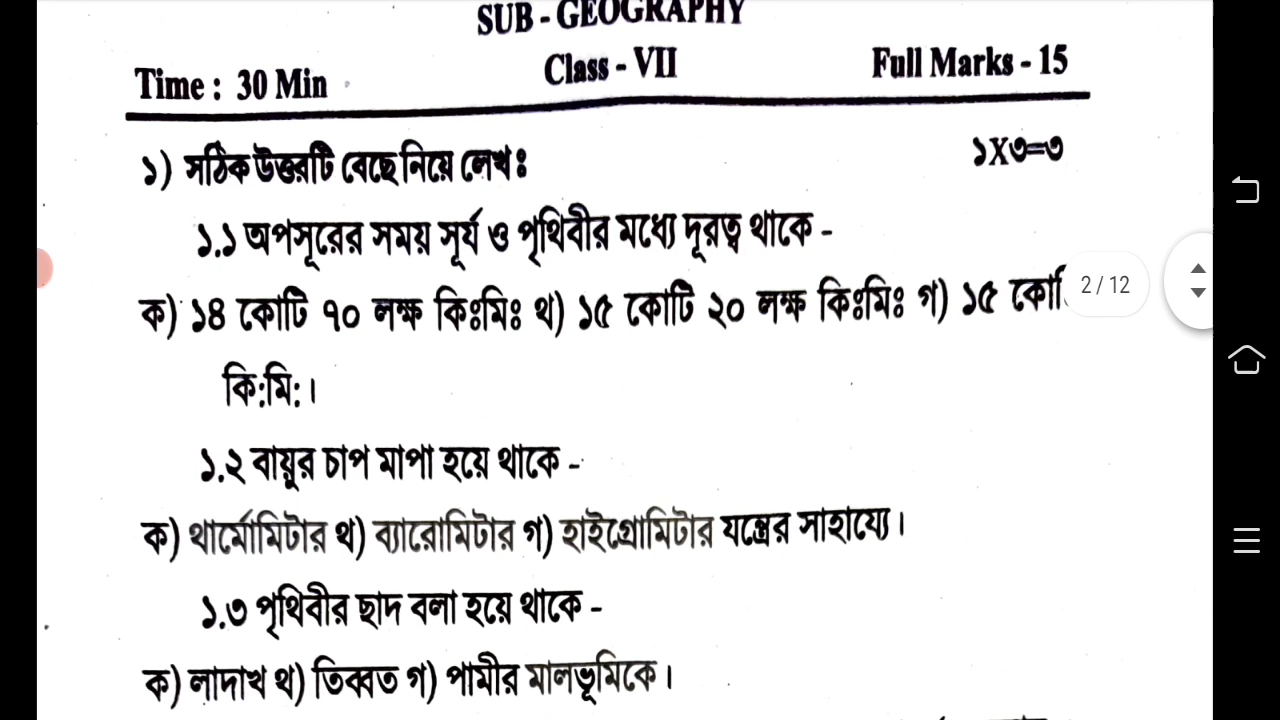 SUB - GEOGRAPHY
Time : 30 Min Class - VII Full Marks - 15
১) সঠিক উত্তরটি বেছে নিয়ে লেখঃ ১X৩=৩
১.১ অপসূরের সময় সূর্য ও পৃথিবীর মধ্যে দূরত্ব থাকে -
ক) ১৪ কোটি ৭০ লক্ষ কিঃমিঃ খ) ১৫ কোটি ২০ লক্ষ কিঃমিঃ গ) ১৫ কোটি
2 / 12
কি:মি:।
১.২ বায়ুর চাপ মাপা হয়ে থাকে -
ক) থার্মোমিটার খ) ব্যারোমিটার গ) হাইগ্রোমিটার যন্ত্রের সাহায্যে।
১.৩ পৃথিবীর ছাদ বলা হয়ে থাকে -
ক) লাদাখ খ) তিব্বত গ) পামীর মালভূমিকে।